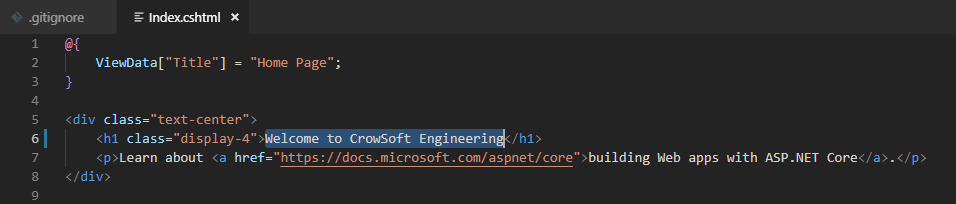 .gitignore Index.cshtml ×
1 @{
2     ViewData["Title"] = "Home Page";
3 }
4
5 <div class="text-center">
6     <h1 class="display-4">Welcome to CrowSoft Engineering</h1>
7     <p>Learn about <a href="https://docs.microsoft.com/aspnet/core">building Web apps with ASP.NET Core</a>.</p>
8 </div>
9